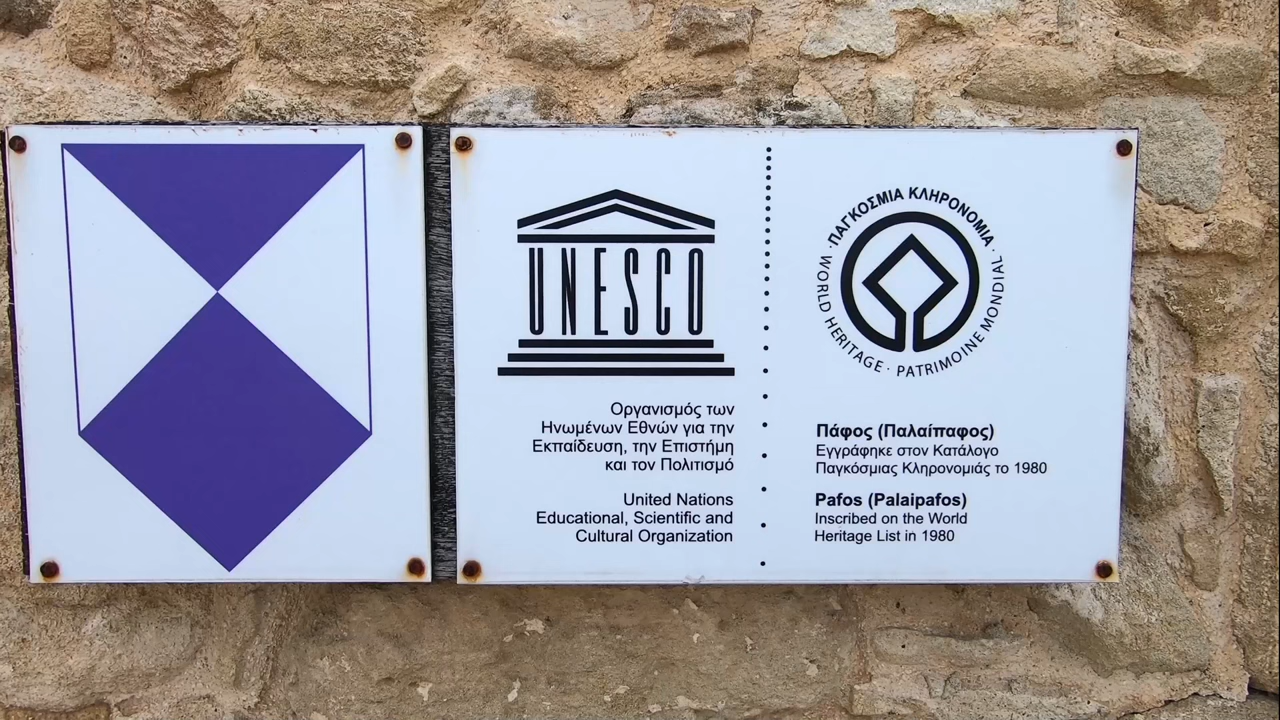 UNESCO
Οργανισμός των
Ηνωμένων Εθνών για την
Εκπαίδευση, την Επιστήμη
και τον Πολιτισμό
United Nations
Educational, Scientific and
Cultural Organization
ΠΑΓΚΟΣΜΙΑ ΚΛΗΡΟΝΟΜΙΑ ·
· WORLD HERITAGE · PATRIMOINE MONDIAL
Πάφος (Παλαίπαφος)
Εγγράφηκε στον Κατάλογο
Παγκόσμιας Κληρονομιάς το 1980
Pafos (Palaipafos)
Inscribed on the World
Heritage List in 1980